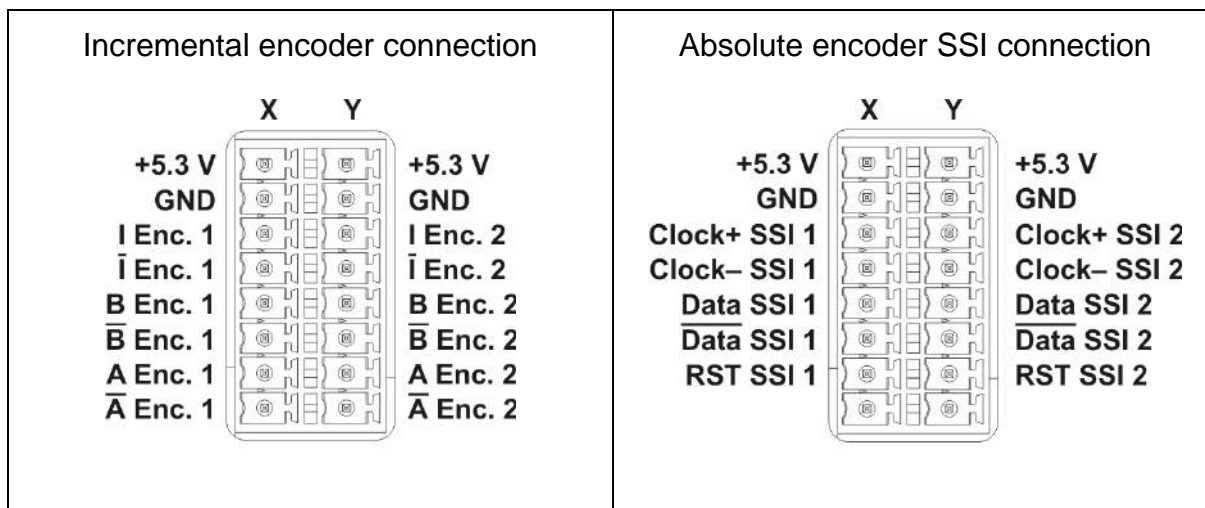 Incremental encoder connection
X Y
+5.3 V +5.3 V
GND GND
I Enc. 1 I Enc. 2
Ī Enc. 1 Ī Enc. 2
B Enc. 1 B Enc. 2
B̅ Enc. 1 B̅ Enc. 2
A Enc. 1 A Enc. 2
A̅ Enc. 1 A̅ Enc. 2
Absolute encoder SSI connection
X Y
+5.3 V +5.3 V
GND GND
Clock+ SSI 1 Clock+ SSI 2
Clock– SSI 1 Clock– SSI 2
Data SSI 1 Data SSI 2
D̅a̅t̅a̅ SSI 1 D̅a̅t̅a̅ SSI 2
RST SSI 1 RST SSI 2